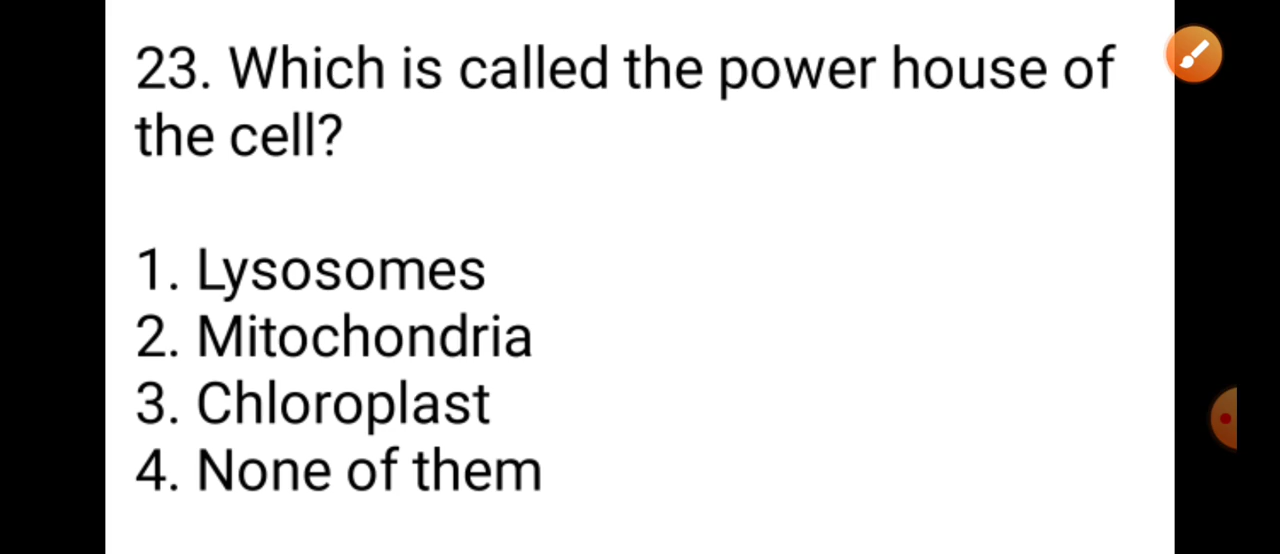 23. Which is called the power house of
the cell?
1. Lysosomes
2. Mitochondria
3. Chloroplast
4. None of them